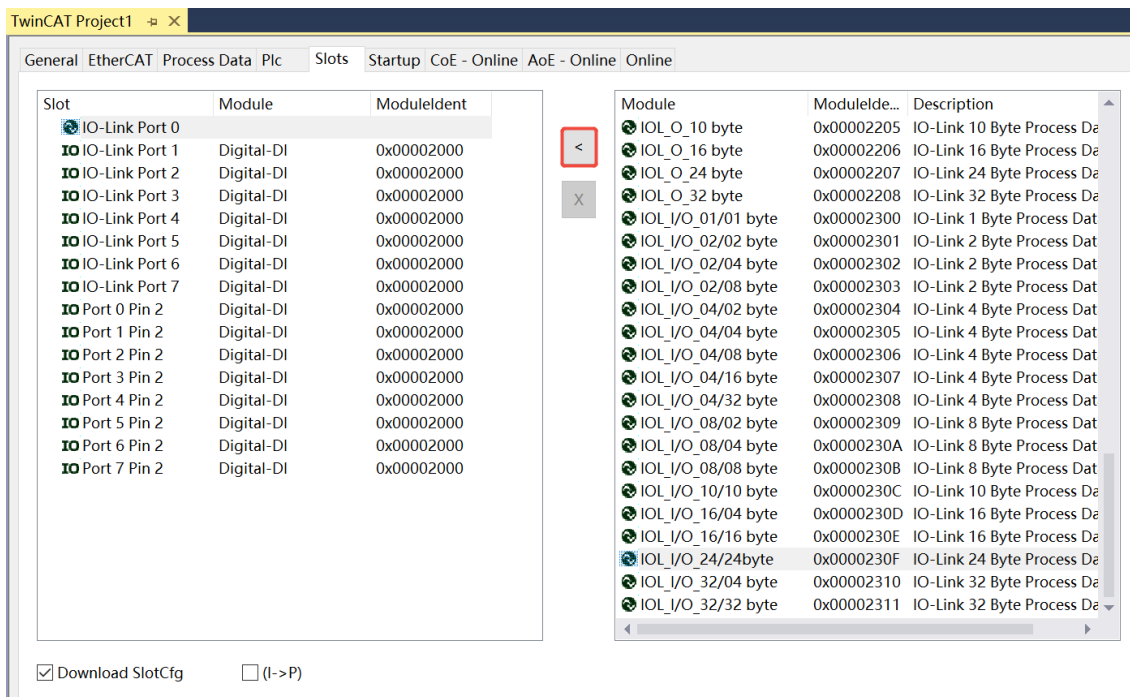 TwinCAT Project1
General EtherCAT Process Data Plc Slots Startup CoE - Online AoE - Online Online
Slot Module ModuleIdent
IO-Link Port 0
IO IO-Link Port 1 Digital-DI 0x00002000
IO IO-Link Port 2 Digital-DI 0x00002000
IO IO-Link Port 3 Digital-DI 0x00002000
IO IO-Link Port 4 Digital-DI 0x00002000
IO IO-Link Port 5 Digital-DI 0x00002000
IO IO-Link Port 6 Digital-DI 0x00002000
IO IO-Link Port 7 Digital-DI 0x00002000
IO Port 0 Pin 2 Digital-DI 0x00002000
IO Port 1 Pin 2 Digital-DI 0x00002000
IO Port 2 Pin 2 Digital-DI 0x00002000
IO Port 3 Pin 2 Digital-DI 0x00002000
IO Port 4 Pin 2 Digital-DI 0x00002000
IO Port 5 Pin 2 Digital-DI 0x00002000
IO Port 6 Pin 2 Digital-DI 0x00002000
IO Port 7 Pin 2 Digital-DI 0x00002000
<
X
Module ModuleIde... Description
IOL_O_10 byte 0x00002205 IO-Link 10 Byte Process Da
IOL_O_16 byte 0x00002206 IO-Link 16 Byte Process Da
IOL_O_24 byte 0x00002207 IO-Link 24 Byte Process Da
IOL_O_32 byte 0x00002208 IO-Link 32 Byte Process Da
IOL_I/O_01/01 byte 0x00002300 IO-Link 1 Byte Process Dat
IOL_I/O_02/02 byte 0x00002301 IO-Link 2 Byte Process Dat
IOL_I/O_02/04 byte 0x00002302 IO-Link 2 Byte Process Dat
IOL_I/O_02/08 byte 0x00002303 IO-Link 2 Byte Process Dat
IOL_I/O_04/02 byte 0x00002304 IO-Link 4 Byte Process Dat
IOL_I/O_04/04 byte 0x00002305 IO-Link 4 Byte Process Dat
IOL_I/O_04/08 byte 0x00002306 IO-Link 4 Byte Process Dat
IOL_I/O_04/16 byte 0x00002307 IO-Link 4 Byte Process Dat
IOL_I/O_04/32 byte 0x00002308 IO-Link 4 Byte Process Dat
IOL_I/O_08/02 byte 0x00002309 IO-Link 8 Byte Process Dat
IOL_I/O_08/04 byte 0x0000230A IO-Link 8 Byte Process Dat
IOL_I/O_08/08 byte 0x0000230B IO-Link 8 Byte Process Dat
IOL_I/O_10/10 byte 0x0000230C IO-Link 10 Byte Process Da
IOL_I/O_16/04 byte 0x0000230D IO-Link 16 Byte Process Da
IOL_I/O_16/16 byte 0x0000230E IO-Link 16 Byte Process Da
IOL_I/O_24/24byte 0x0000230F IO-Link 24 Byte Process Da
IOL_I/O_32/04 byte 0x00002310 IO-Link 32 Byte Process Da
IOL_I/O_32/32 byte 0x00002311 IO-Link 32 Byte Process Da
Download SlotCfg (I->P)